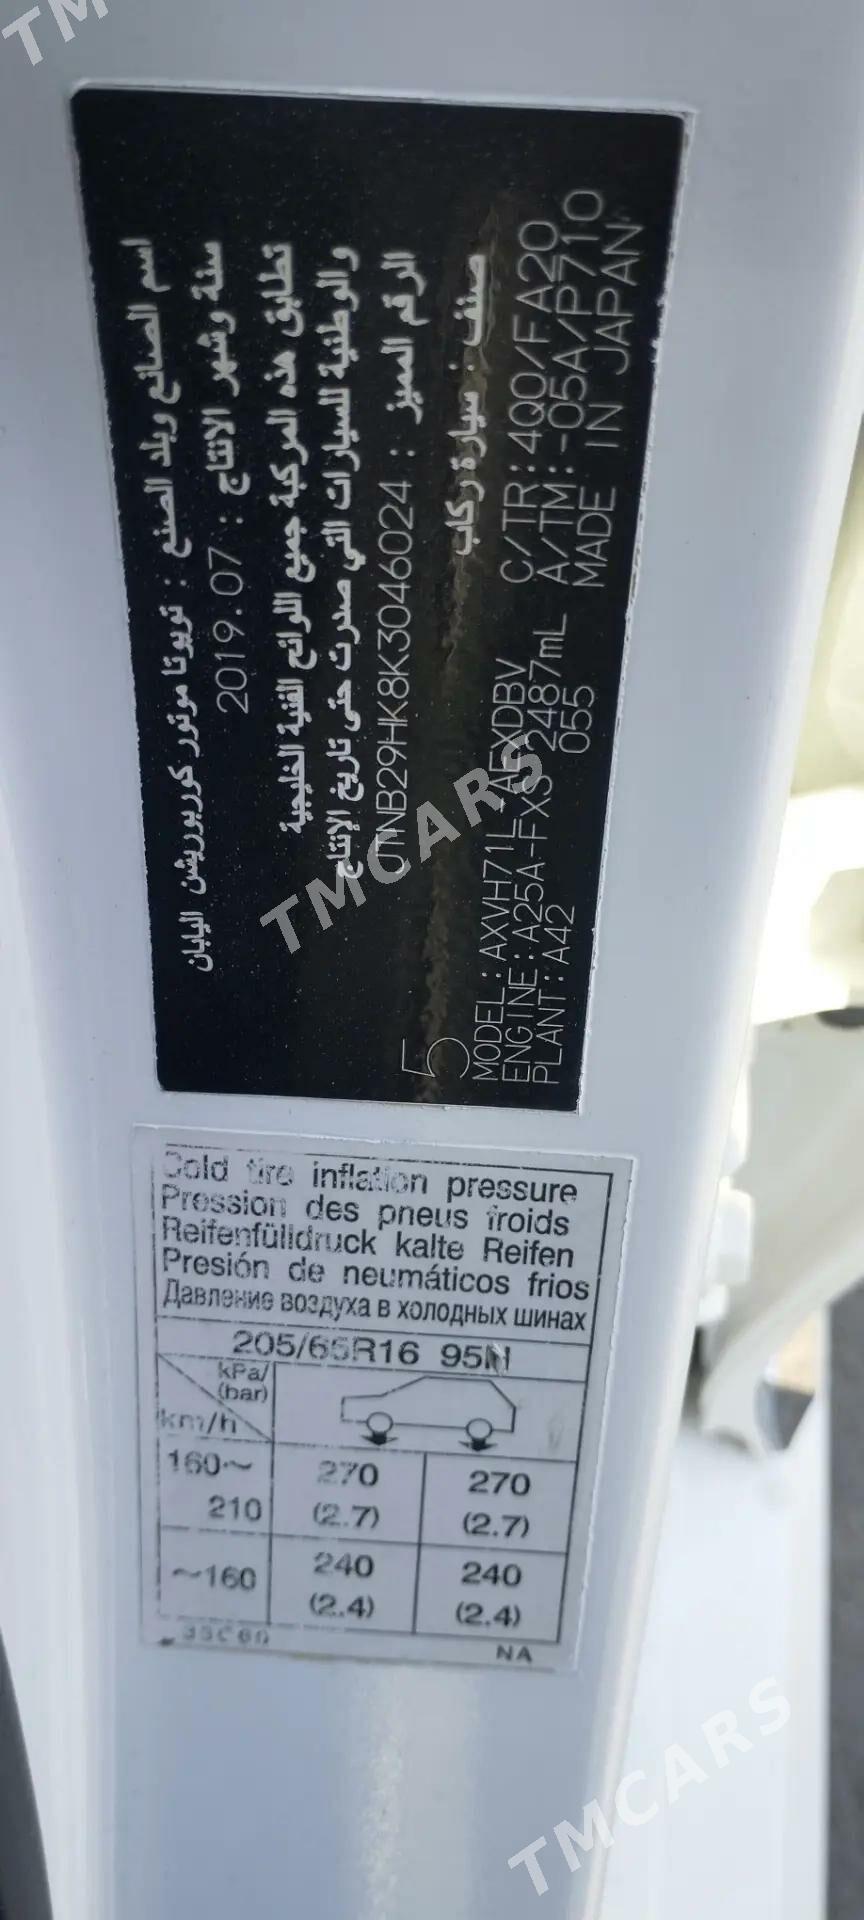 اسم الصانع وبلد الصنع : تويوتا موتور كوربوريشن اليابان
سنة وشهر الانتاج : 2019.07
تطابق هذه المركبة جميع اللوائح الفنية الخليجية
والوطنية للسيارات التي صدرت حتى تاريخ الإنتاج
الرقم المميز : JTNB29HK8K3046024
صنف : سيارة ركاب
5
MODEL : AXVH71L-AEXDBV C/TR : 4Q0/FA20
ENGINE : A25A-FXS 2487mL A/TM : -05A/P710
PLANT : A42 055 MADE IN JAPAN
Cold tire inflation pressure
Pression des pneus froids
Reifenfülldruck kalte Reifen
Presión de neumáticos frios
Давление воздуха в холодных шинах
205/65R16 95H
kPa/
(bar)
km/h
160~
210
270
(2.7)
270
(2.7)
~160
240
(2.4)
240
(2.4)
33C60
NA
TMCARS
TMCARS